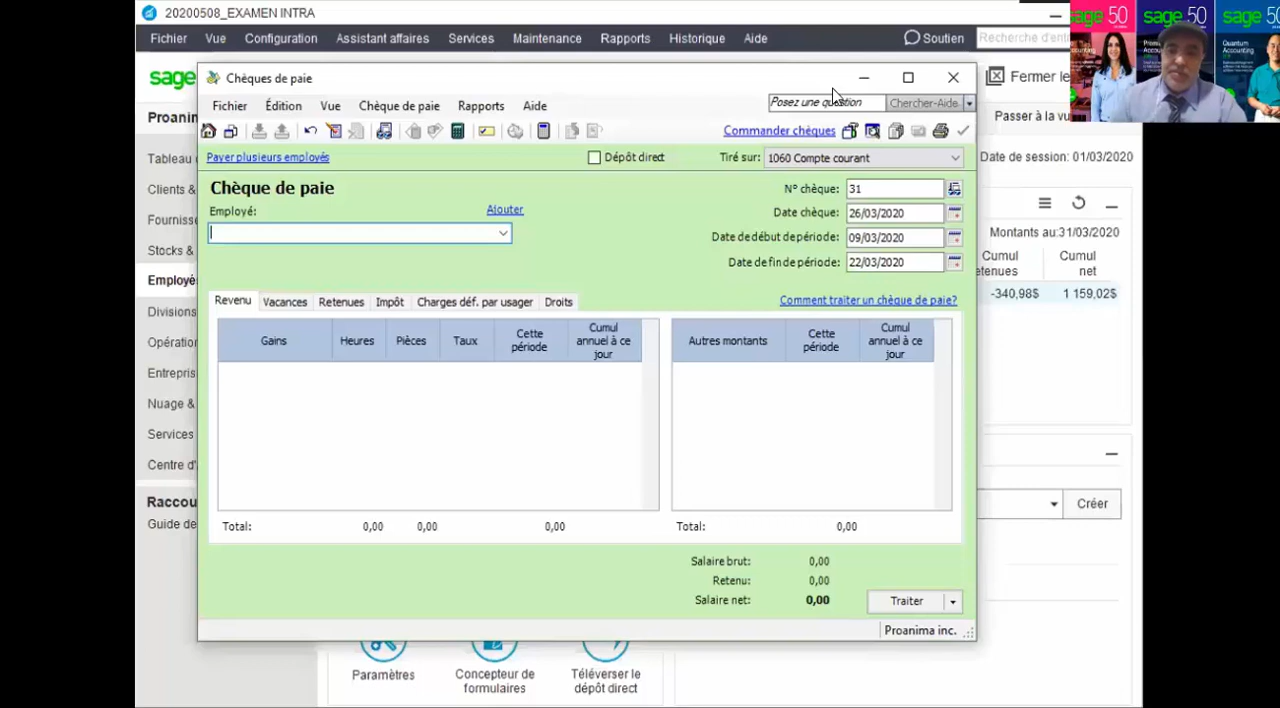 20200508_EXAMEN INTRA
Fichier Vue Configuration Assistant affai Services Mainte Rapports Historique Aide
Soutien Recherche d'ent
sage
Chèques de paie
Fermer le
Proanim
Fichier Édition Vue Chèque de paie Rapports Aide
Posez une question Chercher-Aide
Passer à la vu
Commander chèques
Payer plusieurs employés
Dépôt direct Tiré sur: 1060 Compte courant
Date de session: 01/03/2020
Tableau
Chèque de paie
N° chèque: 31
Clients &
Employé: Ajouter
Date chèque: 26/03/2020
Fourniss
Date de début de période: 09/03/2020
Montants au:31/03/2020
Stocks &
Date de fin de période: 22/03/2020
Cumul etenues Cumul net
Employé
-340,98$ 1 159,02$
Revenu Vacances Retenues Impôt Charges déf. par usager Droits
Comment traiter un chèque de paie?
Divisions
Gains Heures Pièces Taux Cette période Cumul annuel à ce jour
Autres montants Cette période Cumul annuel à ce jour
Opératior
Entrepris
Nuage &
Services
Centre d'
Raccou
Créer
Guide de
Total: 0,00 0,00 0,00
Total: 0,00
Salaire brut: 0,00
Retenu: 0,00
Salaire net: 0,00
Traiter
Proanima inc.
Paramètres
Concepteur de formulaires
Téléverser le dépôt direct
sage 50
sage 50
sage 50
Quantum
Accounting